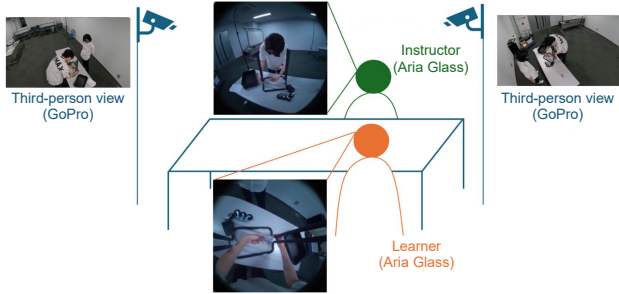 Instructor
(Aria Glass)
Third-person view
(GoPro)
Third-person view
(GoPro)
Learner
(Aria Glass)